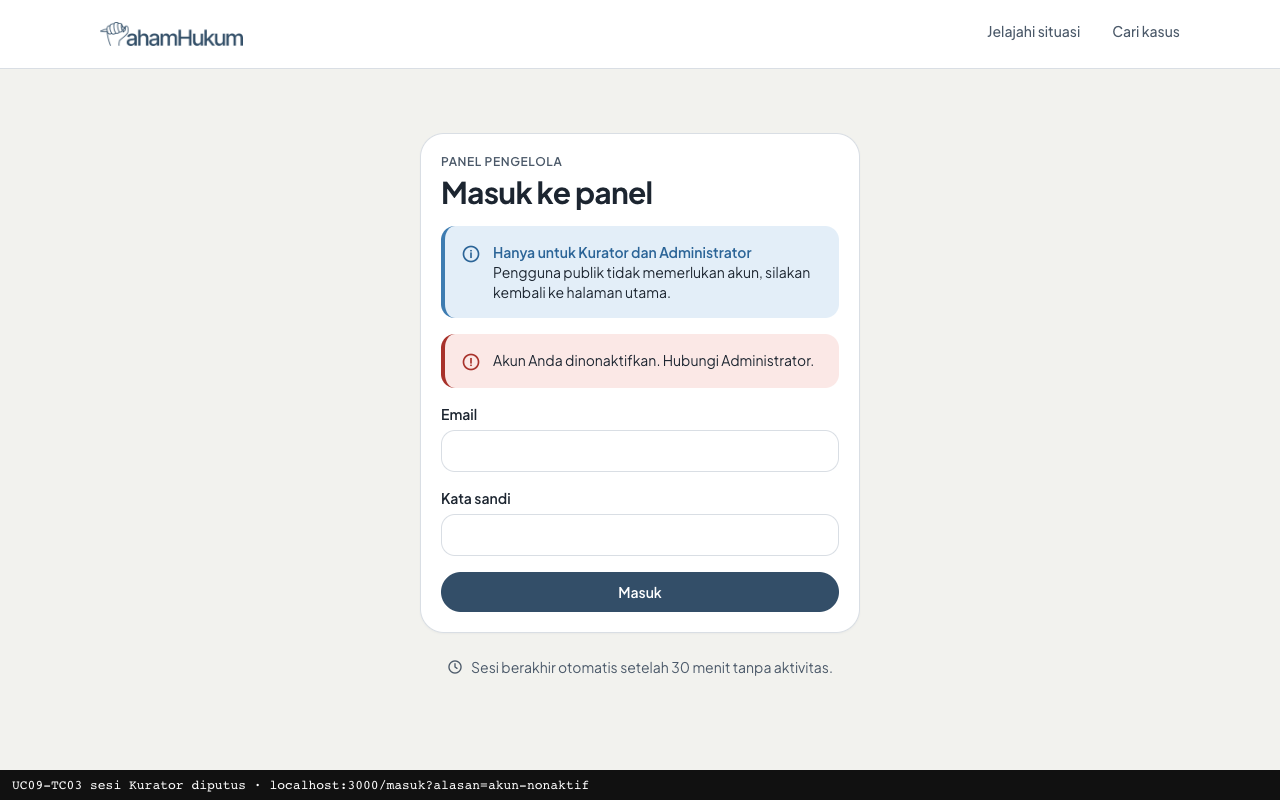 ahamHukum
Jelajahi situasi
Cari kasus
PANEL PENGELOLA
Masuk ke panel
Hanya untuk Kurator dan Administrator
Pengguna publik tidak memerlukan akun, silakan
kembali ke halaman utama.
Akun Anda dinonaktifkan. Hubungi Administrator.
Email
Kata sandi
Masuk
Sesi berakhir otomatis setelah 30 menit tanpa aktivitas.
UC09-TC03 sesi Kurator diputus · localhost:3000/masuk?alasan=akun-nonaktif